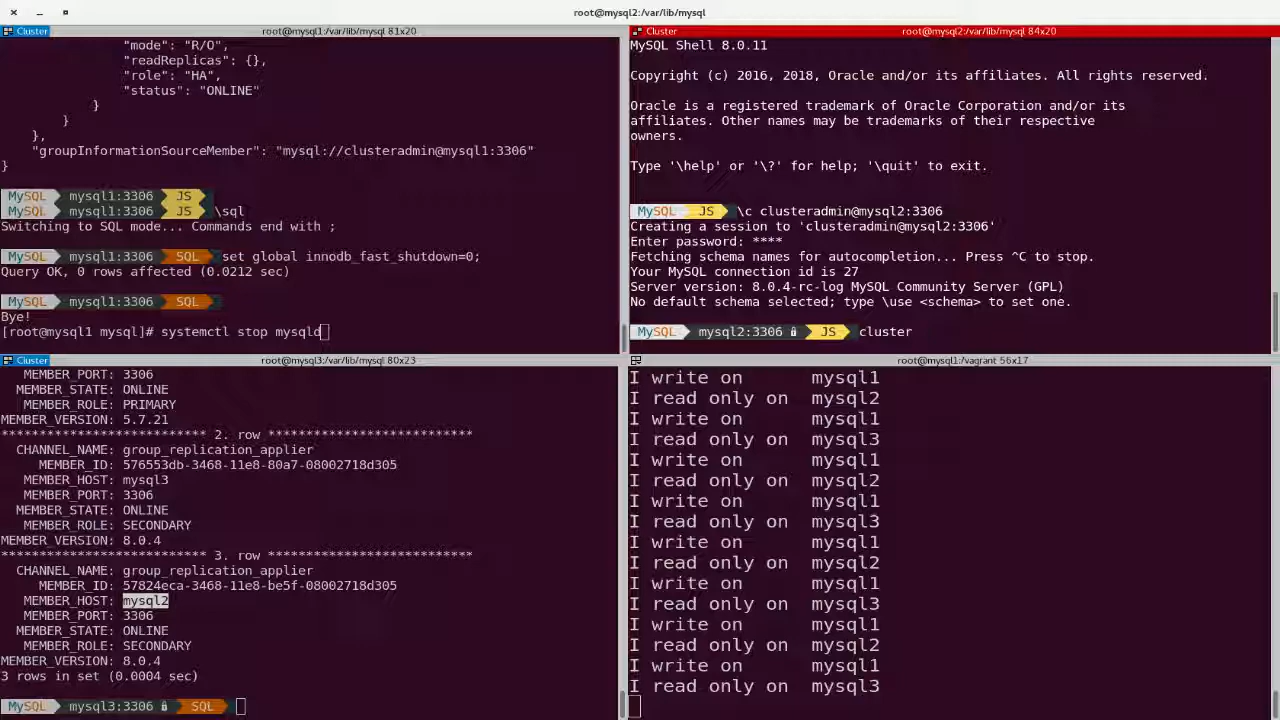 root@mysql2:/var/lib/mysql
Cluster
root@mysql1:/var/lib/mysql 81x20
"mode": "R/O",
"readReplicas": {},
"role": "HA",
"status": "ONLINE"
}
}
},
"groupInformationSourceMember": "mysql://clusteradmin@mysql1:3306"
}
MySQL mysql1:3306 JS
MySQL mysql1:3306 JS \sql
Switching to SQL mode... Commands end with ;
MySQL mysql1:3306 SQL set global innodb_fast_shutdown=0;
Query OK, 0 rows affected (0.0212 sec)
MySQL mysql1:3306 SQL
Bye!
[root@mysql1 mysql]# systemctl stop mysqld
Cluster
root@mysql2:/var/lib/mysql 84x20
MySQL Shell 8.0.11
Copyright (c) 2016, 2018, Oracle and/or its affiliates. All rights reserved.
Oracle is a registered trademark of Oracle Corporation and/or its
affiliates. Other names may be trademarks of their respective
owners.
Type '\help' or '\?' for help; '\quit' to exit.
MySQL JS \c clusteradmin@mysql2:3306
Creating a session to 'clusteradmin@mysql2:3306'
Enter password: ****
Fetching schema names for autocompletion... Press ^C to stop.
Your MySQL connection id is 27
Server version: 8.0.4-rc-log MySQL Community Server (GPL)
No default schema selected; type \use <schema> to set one.
MySQL mysql2:3306 JS cluster
Cluster
root@mysql3:/var/lib/mysql 80x23
MEMBER_PORT: 3306
MEMBER_STATE: ONLINE
MEMBER_ROLE: PRIMARY
MEMBER_VERSION: 5.7.21
*************************** 2. row ***************************
CHANNEL_NAME: group_replication_applier
MEMBER_ID: 576553db-3468-11e8-80a7-08002718d305
MEMBER_HOST: mysql3
MEMBER_PORT: 3306
MEMBER_STATE: ONLINE
MEMBER_ROLE: SECONDARY
MEMBER_VERSION: 8.0.4
*************************** 3. row ***************************
CHANNEL_NAME: group_replication_applier
MEMBER_ID: 57824eca-3468-11e8-be5f-08002718d305
MEMBER_HOST: mysql2
MEMBER_PORT: 3306
MEMBER_STATE: ONLINE
MEMBER_ROLE: SECONDARY
MEMBER_VERSION: 8.0.4
3 rows in set (0.0004 sec)
MySQL mysql3:3306 SQL
root@mysql1:/vagrant 56x17
I write on mysql1
I read only on mysql2
I write on mysql1
I read only on mysql3
I write on mysql1
I read only on mysql2
I write on mysql1
I read only on mysql3
I write on mysql1
I read only on mysql2
I write on mysql1
I read only on mysql3
I write on mysql1
I read only on mysql2
I write on mysql1
I read only on mysql3